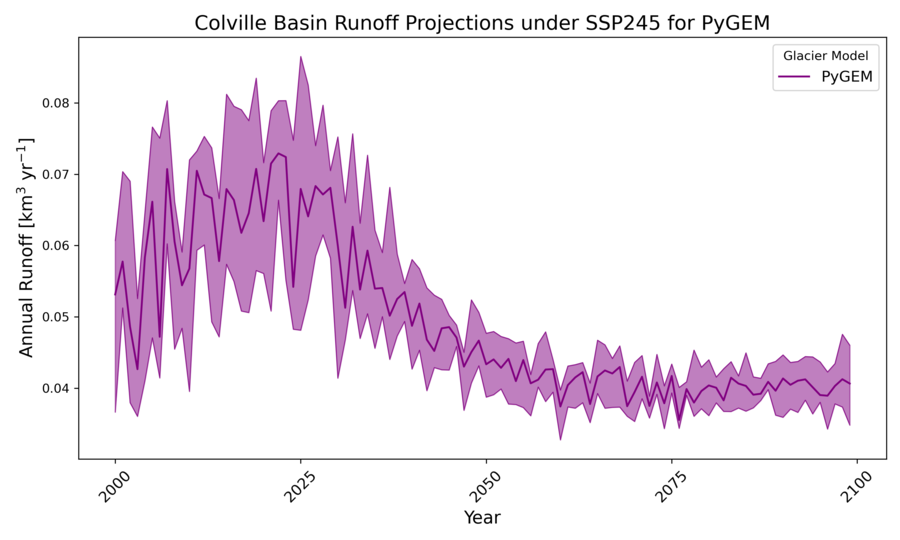 Colville Basin Runoff Projections under SSP245 for PyGEM
Glacier Model
PyGEM
Annual Runoff [km³ yr⁻¹]
0.08
0.07
0.06
0.05
0.04
2000
2025
2050
2075
2100
Year